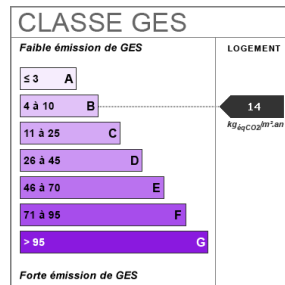 CLASSE GES
Faible émission de GES
LOGEMENT
≤ 3 A
4 à 10 B
14
kgéqCO2/m².an
11 à 25 C
26 à 45 D
46 à 70 E
71 à 95 F
> 95 G
Forte émission de GES